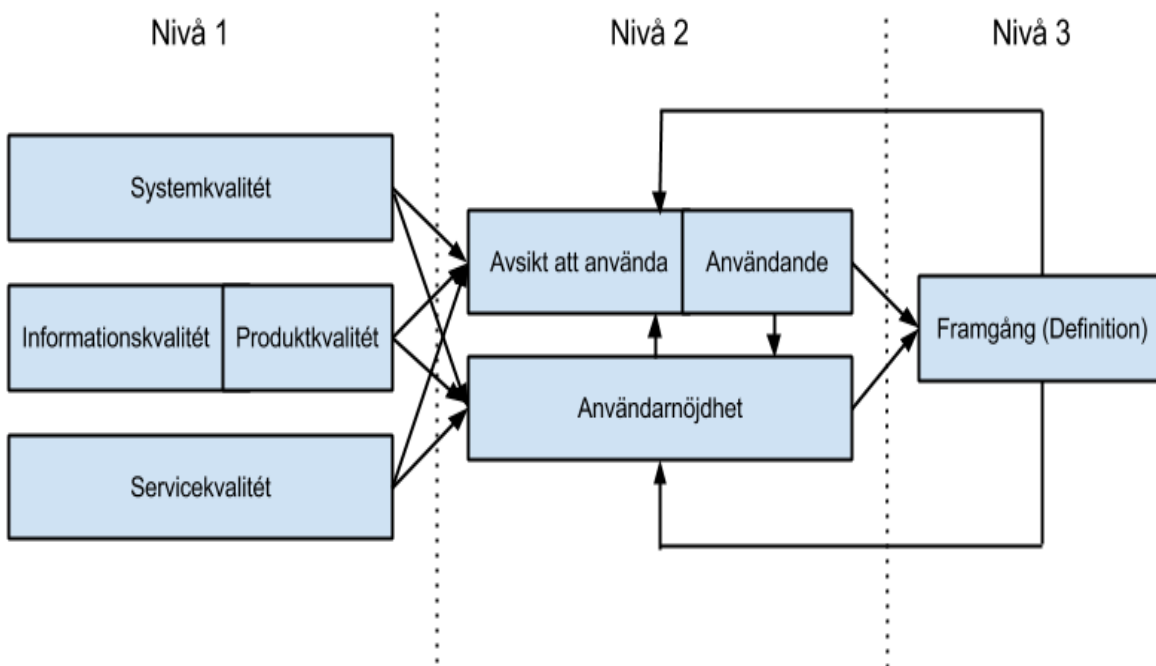 Nivå 1
Nivå 2
Nivå 3
Systemkvalitét
Informationskvalitét
Produktkvalitét
Servicekvalitét
Avsikt att använda
Användande
Användarnöjdhet
Framgång (Definition)